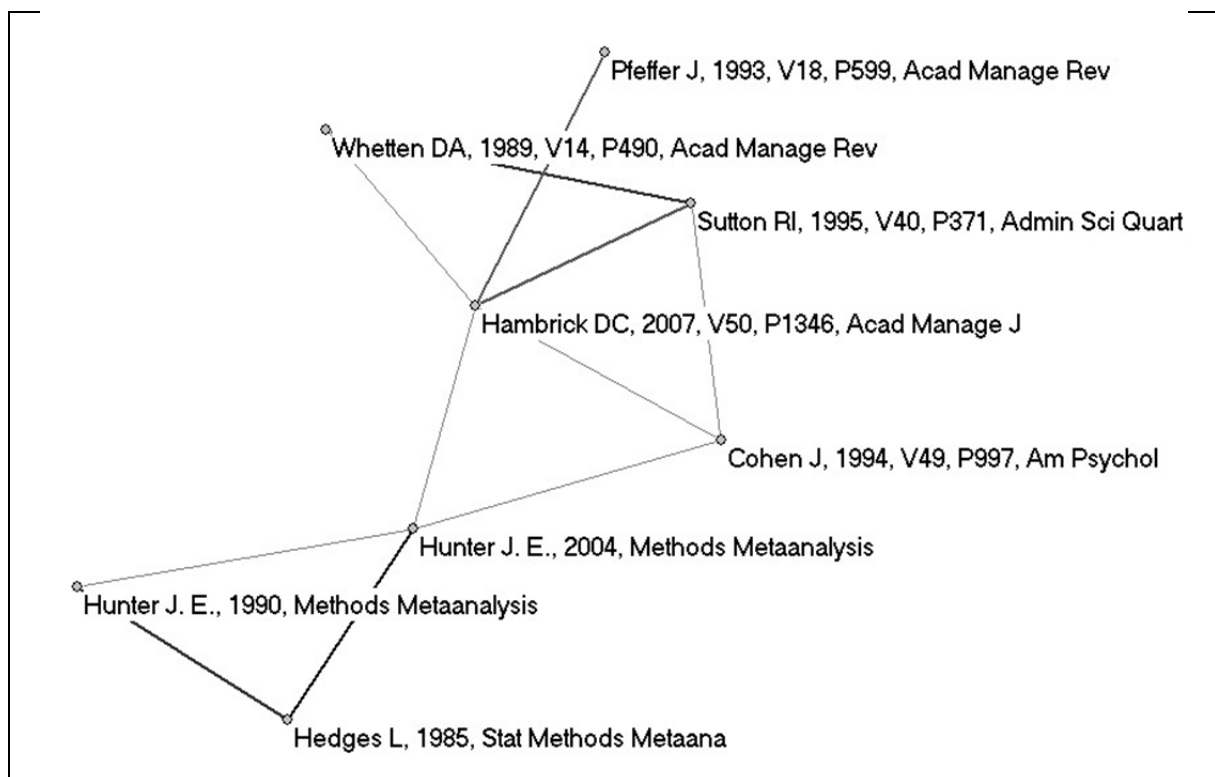 Pfeffer J, 1993, V18, P599, Acad Manage Rev
Whetten DA, 1989, V14, P490, Acad Manage Rev
Sutton RI, 1995, V40, P371, Admin Sci Quart
Hambrick DC, 2007, V50, P1346, Acad Manage J
Cohen J, 1994, V49, P997, Am Psychol
Hunter J. E., 2004, Methods Metaanalysis
Hunter J. E., 1990, Methods Metaanalysis
Hedges L, 1985, Stat Methods Metaana